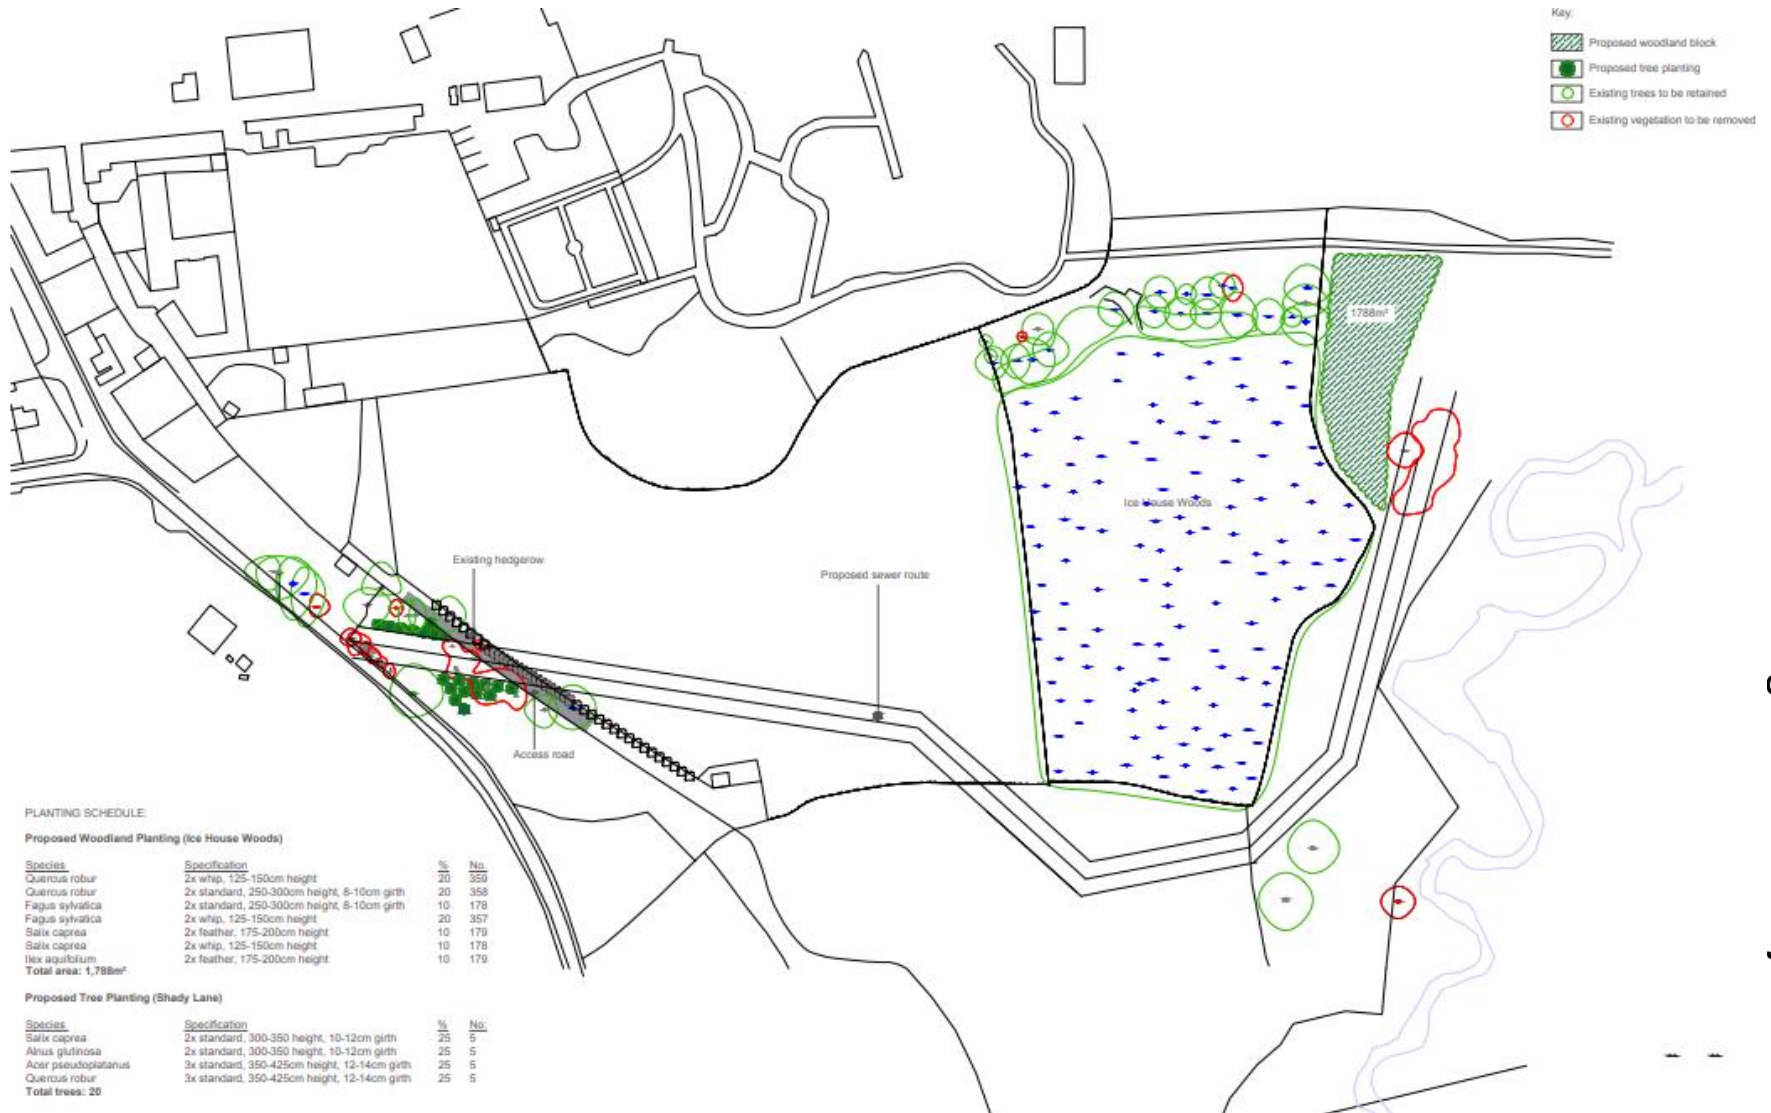 Key:
Proposed woodland block
Proposed tree planting
Existing trees to be retained
Existing vegetation to be removed
1788m²
Ice House Woods
Existing hedgerow
Proposed sewer route
Access road
PLANTING SCHEDULE:
Proposed Woodland Planting (Ice House Woods)
Species Specification % No.
Quercus robur 2x whip, 125-150cm height 20 359
Quercus robur 2x standard, 250-300cm height, 8-10cm girth 20 358
Fagus sylvatica 2x standard, 250-300cm height, 8-10cm girth 10 178
Fagus sylvatica 2x whip, 125-150cm height 20 357
Salix caprea 2x feather, 175-200cm height 10 179
Salix caprea 2x whip, 125-150cm height 10 178
Ilex aquifolium 2x feather, 175-200cm height 10 179
Total area: 1,788m²
Proposed Tree Planting (Shady Lane)
Species Specification % No:
Salix caprea 2x standard, 300-350 height, 10-12cm girth 25 5
Alnus glutinosa 2x standard, 300-350 height, 10-12cm girth 25 5
Acer pseudoplatanus 3x standard, 350-425cm height, 12-14cm girth 25 5
Quercus robur 3x standard, 350-425cm height, 12-14cm girth 25 5
Total trees: 20